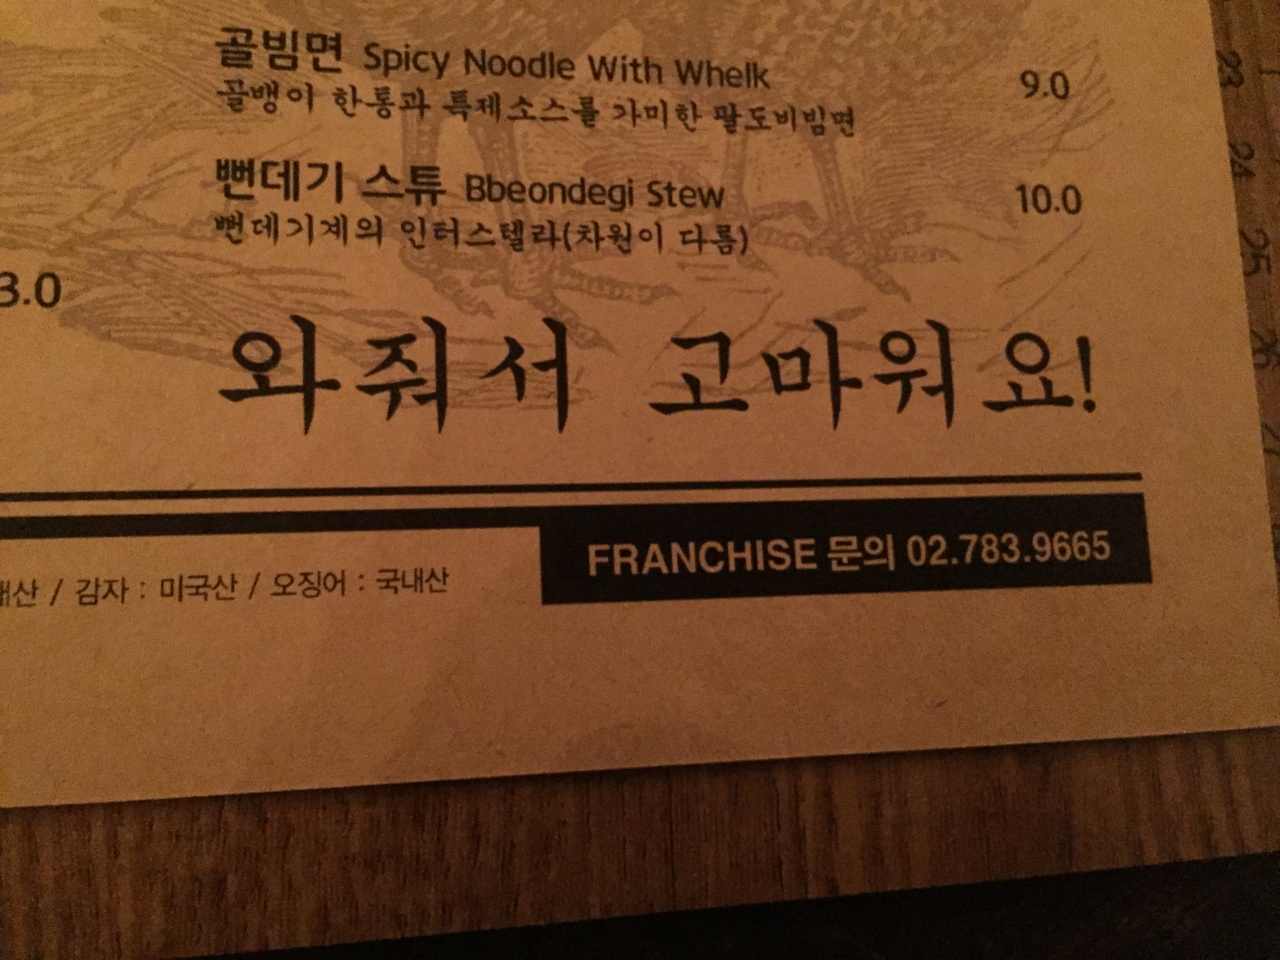 골빔면 Spicy Noodle With Whelk 9.0
골뱅이 한통과 특제소스를 가미한 팔도비빔면
뻔데기 스튜 Bbeondegi Stew 10.0
뻔데기계의 인터스텔라(차원이 다름)
3.0
와줘서 고마워요!
FRANCHISE 문의 02.783.9665
/ 감자 : 미국산 / 오징어 : 국내산
23
24
25
26